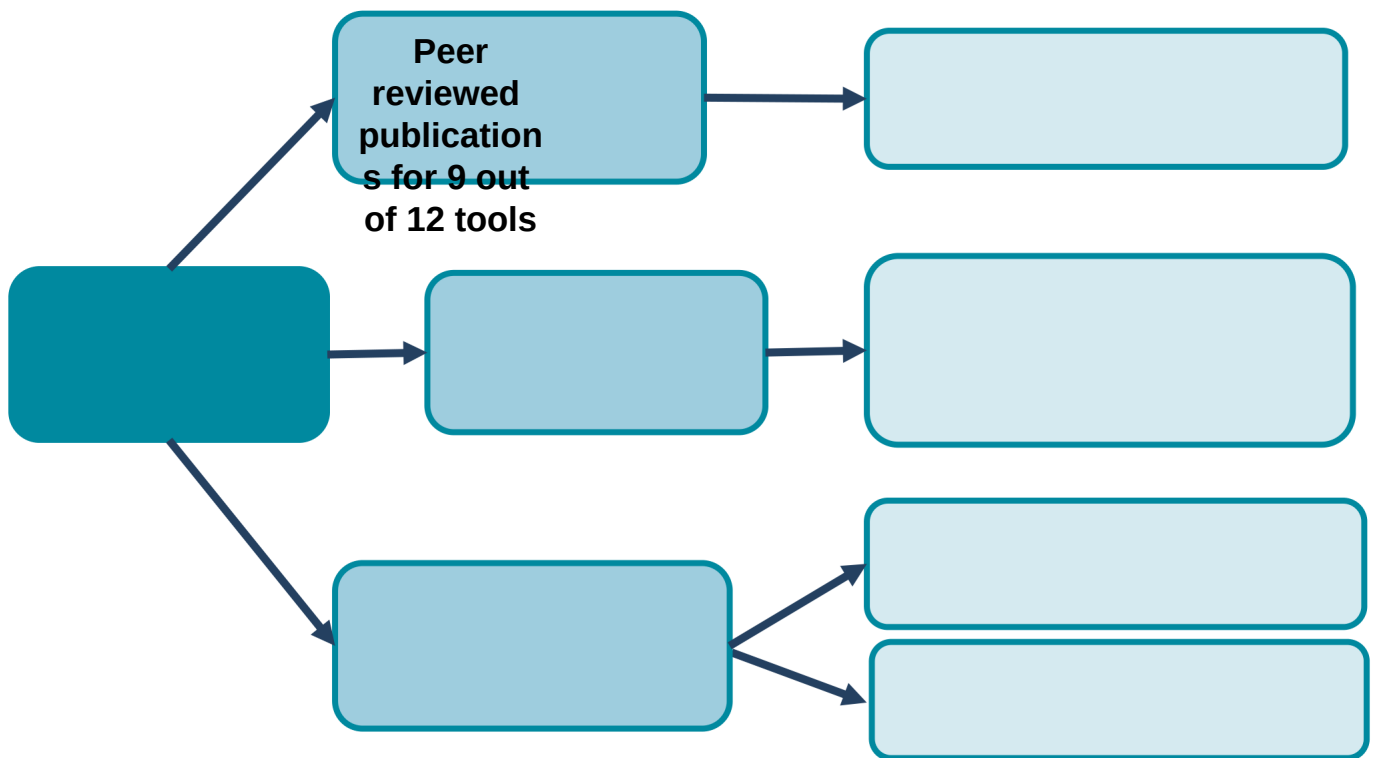 Peer
reviewed
publication
s for 9 out
of 12 tools